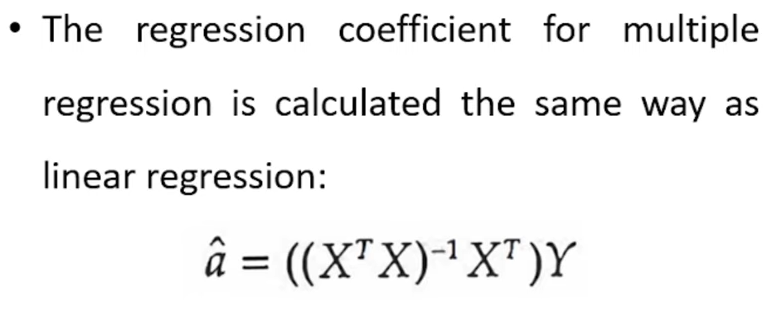 • The regression coefficient for multiple
regression is calculated the same way as
linear regression:
â = ((XᵀX)⁻¹Xᵀ)Y